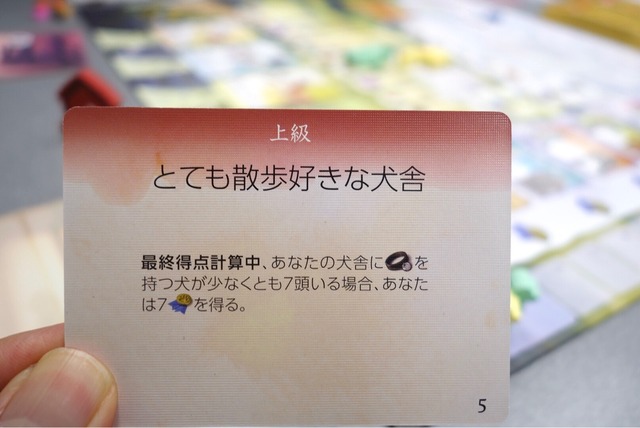 上級
とても散歩好きな犬舎
最終得点計算中、あなたの犬舎にを
持つ犬が少なくとも7頭いる場合、あなた
は7を得る。
5